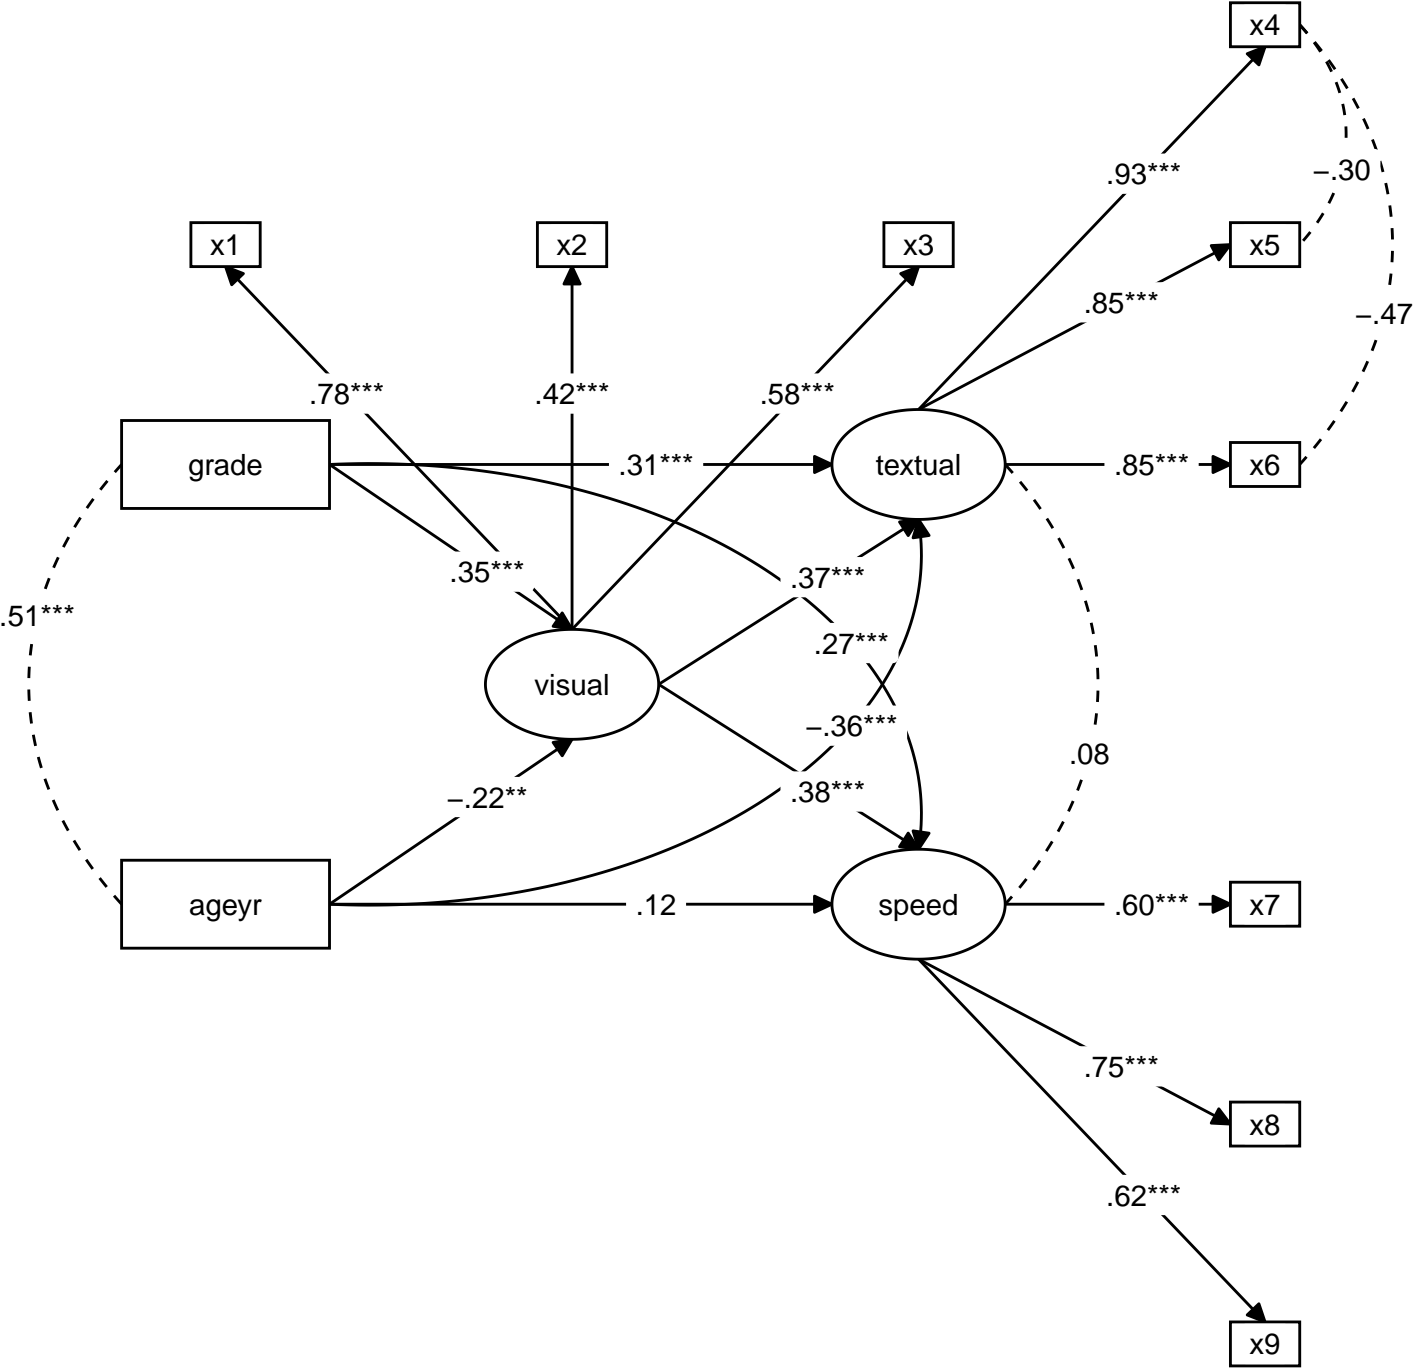 x4
.93***
−.30
x1
x2
x3
x5
.85***
−.47
.78***
.42***
.58***
grade
.31***
textual
.85***
x6
.35***
.37***
.51***
.27***
visual
−.36***
.08
−.22**
.38***
ageyr
.12
speed
.60***
x7
.75***
x8
.62***
x9